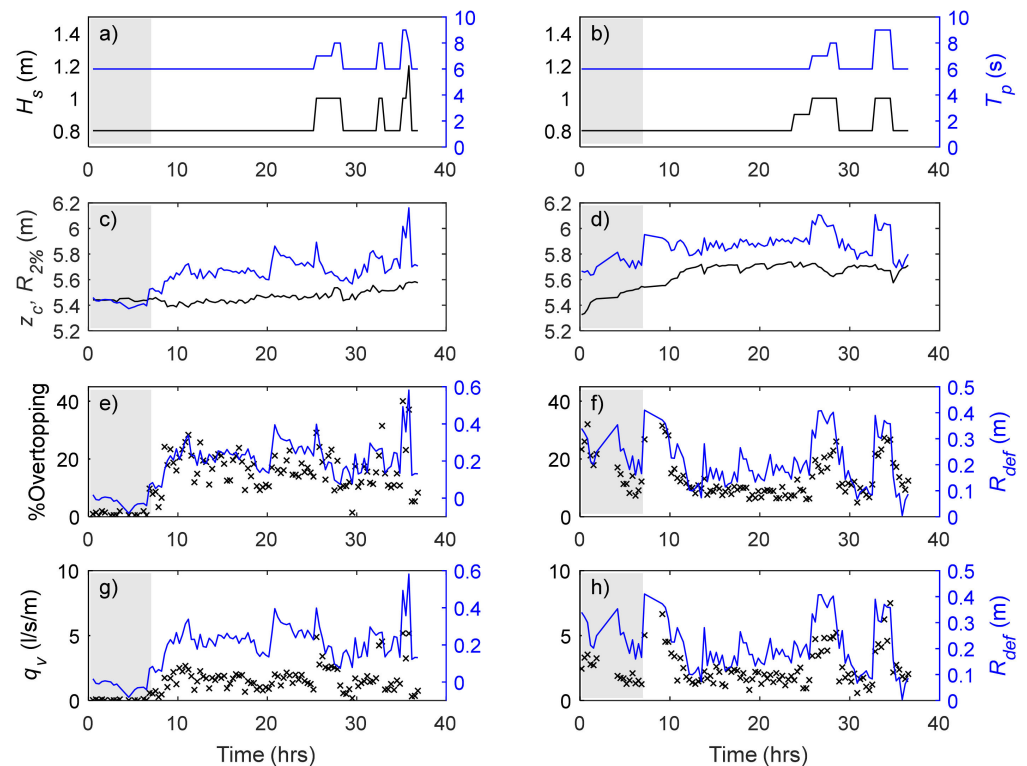 a)
H_s (m)
1.4
1.2
1
0.8
0 10 20 30 40
10
8
6
4
2
0
b)
1.4
1.2
1
0.8
0 10 20 30 40
10
8
6
4
2
0
T_p (s)
c)
z_c, R_2% (m)
6.2
6
5.8
5.6
5.4
5.2
0 10 20 30 40
d)
6.2
6
5.8
5.6
5.4
5.2
0 10 20 30 40
e)
%Overtopping
40
20
0
0 10 20 30 40
0.6
0.4
0.2
0
f)
40
20
0
0 10 20 30 40
0.5
0.4
0.3
0.2
0.1
0
R_def (m)
g)
q_v (l/s/m)
10
5
0
0 10 20 30 40
Time (hrs)
0.6
0.4
0.2
0
h)
10
5
0
0 10 20 30 40
Time (hrs)
0.5
0.4
0.3
0.2
0.1
0
R_def (m)